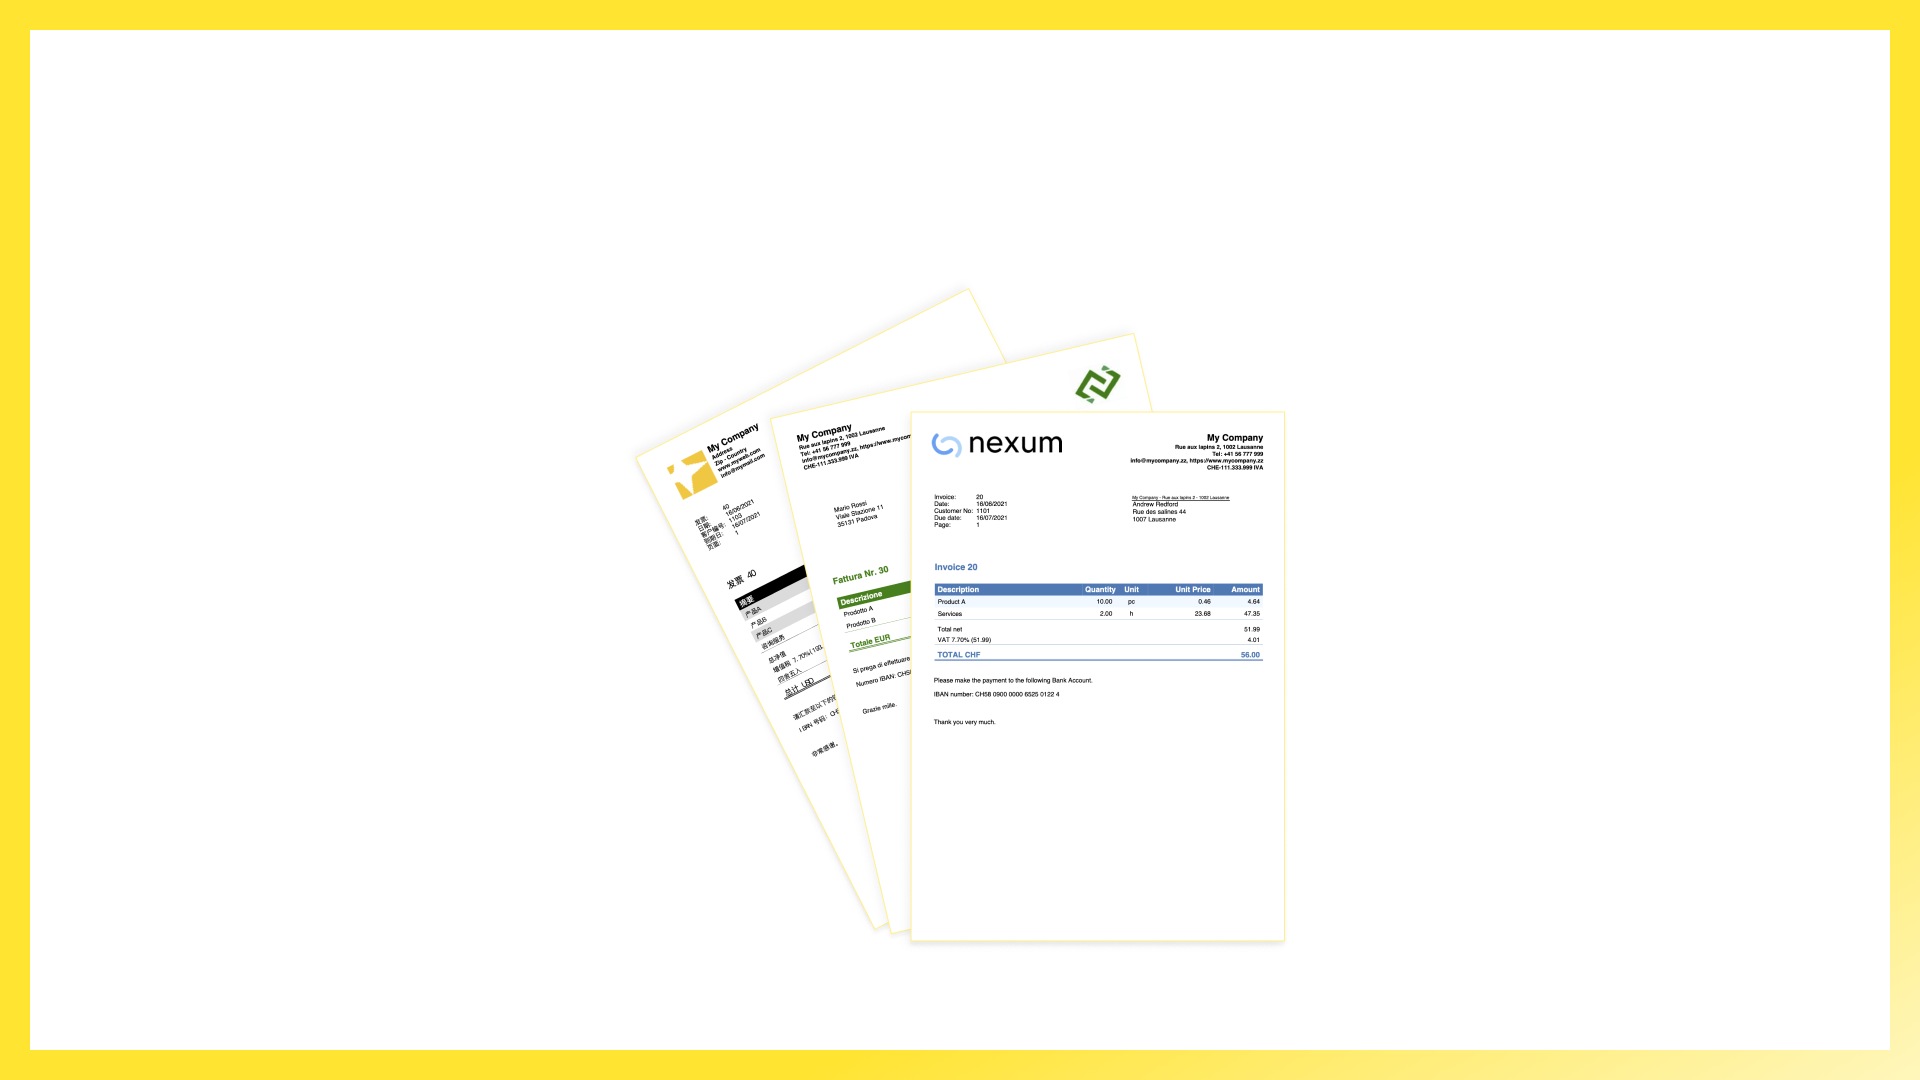 My Company
Address
Zip - Country
www.myweb.com
info@mymail.com
发票: 40
日期: 16/06/2021
客户编号: 1103
到期日: 16/07/2021
页面: 1
发票 40
摘要
产品A
产品B
产品C
咨询服务
总净值
增值税 7.70%(193.
四舍五入
总计 USD
请汇款至以下的
IBAN 号码: CH5
非常感谢。
My Company
Rue aux lapins 2, 1003 Lausanne
Tel: +41 56 777 999
info@mycompany.zz, https://www.mycom
CHE-111.333.999 IVA
Mario Rossi
Viale Stazione 11
35131 Padova
Fattura Nr. 30
Descrizione
Prodotto A
Prodotto B
Totale EUR
Si prega di effettuare
Numero IBAN: CH5
Grazie mille.
nexum
My Company
Rue aux lapins 2, 1002 Lausanne
Tel: +41 56 777 999
info@mycompany.zz, https://www.mycompany.zz
CHE-111.333.999 IVA
Invoice: 20
Date: 16/06/2021
Customer No: 1101
Due date: 16/07/2021
Page: 1
My Company - Rue aux lapins 2 - 1002 Lausanne
Andrew Redford
Rue des salines 44
1007 Lausanne
Invoice 20
Description Quantity Unit Unit Price Amount
Product A 10.00 pc 0.46 4.64
Services 2.00 h 23.68 47.35
Total net 51.99
VAT 7.70% (51.99) 4.01
TOTAL CHF 56.00
Please make the payment to the following Bank Account.
IBAN number: CH58 0900 0000 6525 0122 4
Thank you very much.